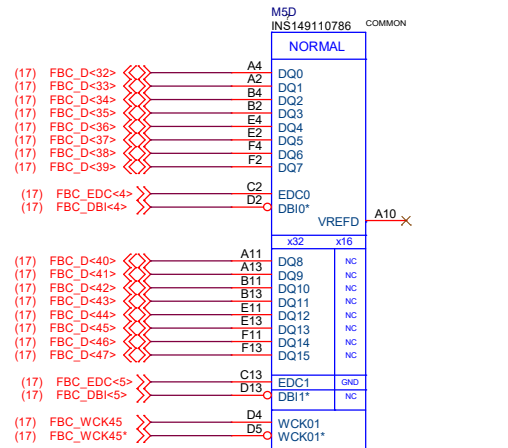 M5D
INS149110786 COMMON
NORMAL
(17) FBC_D<32> A4 DQ0
(17) FBC_D<33> A2 DQ1
(17) FBC_D<34> B4 DQ2
(17) FBC_D<35> B2 DQ3
(17) FBC_D<36> E4 DQ4
(17) FBC_D<37> E2 DQ5
(17) FBC_D<38> F4 DQ6
(17) FBC_D<39> F2 DQ7
(17) FBC_EDC<4> C2 EDC0
(17) FBC_DBI<4> D2 DBI0*
VREFD A10
x32 x16
(17) FBC_D<40> A11 DQ8 NC
(17) FBC_D<41> A13 DQ9 NC
(17) FBC_D<42> B11 DQ10 NC
(17) FBC_D<43> B13 DQ11 NC
(17) FBC_D<44> E11 DQ12 NC
(17) FBC_D<45> E13 DQ13 NC
(17) FBC_D<46> F11 DQ14 NC
(17) FBC_D<47> F13 DQ15 NC
(17) FBC_EDC<5> C13 EDC1 GND
(17) FBC_DBI<5> D13 DBI1* NC
(17) FBC_WCK45 D4 WCK01
(17) FBC_WCK45* D5 WCK01*